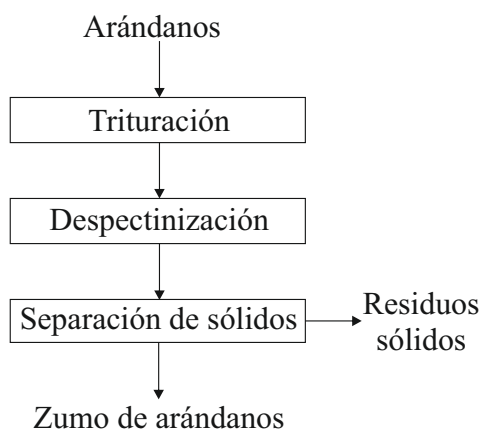 Arándanos
Trituración
Despectinización
Separación de sólidos
Residuos
sólidos
Zumo de arándanos